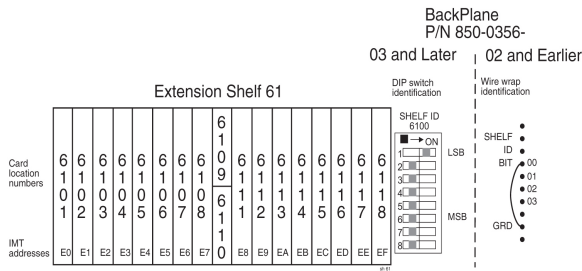 BackPlane
P/N 850-0356-
03 and Later
02 and Earlier
Extension Shelf 61
DIP switch
identification
Wire wrap
identification
SHELF ID
6100
ON
1
2
3
4
5
6
7
8
LSB
MSB
SHELF
ID
BIT
00
01
02
03
GRD
Card
location
numbers
6101
6102
6103
6104
6105
6106
6107
6108
6109
6110
6111
6112
6113
6114
6115
6116
6117
6118
IMT
addresses
E0
E1
E2
E3
E4
E5
E6
E7
E8
E9
EA
EB
EC
ED
EE
EF
sh 61